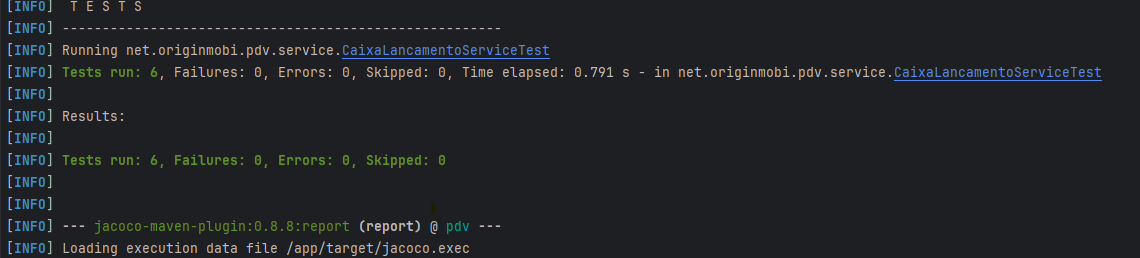 [INFO] T E S T S
[INFO] -------------------------------------------------------
[INFO] Running net.originmobi.pdv.service.CaixaLancamentoServiceTest
[INFO] Tests run: 6, Failures: 0, Errors: 0, Skipped: 0, Time elapsed: 0.791 s - in net.originmobi.pdv.service.CaixaLancamentoServiceTest
[INFO]
[INFO] Results:
[INFO]
[INFO] Tests run: 6, Failures: 0, Errors: 0, Skipped: 0
[INFO]
[INFO]
[INFO] --- jacoco-maven-plugin:0.8.8:report (report) @ pdv ---
[INFO] Loading execution data file /app/target/jacoco.exec